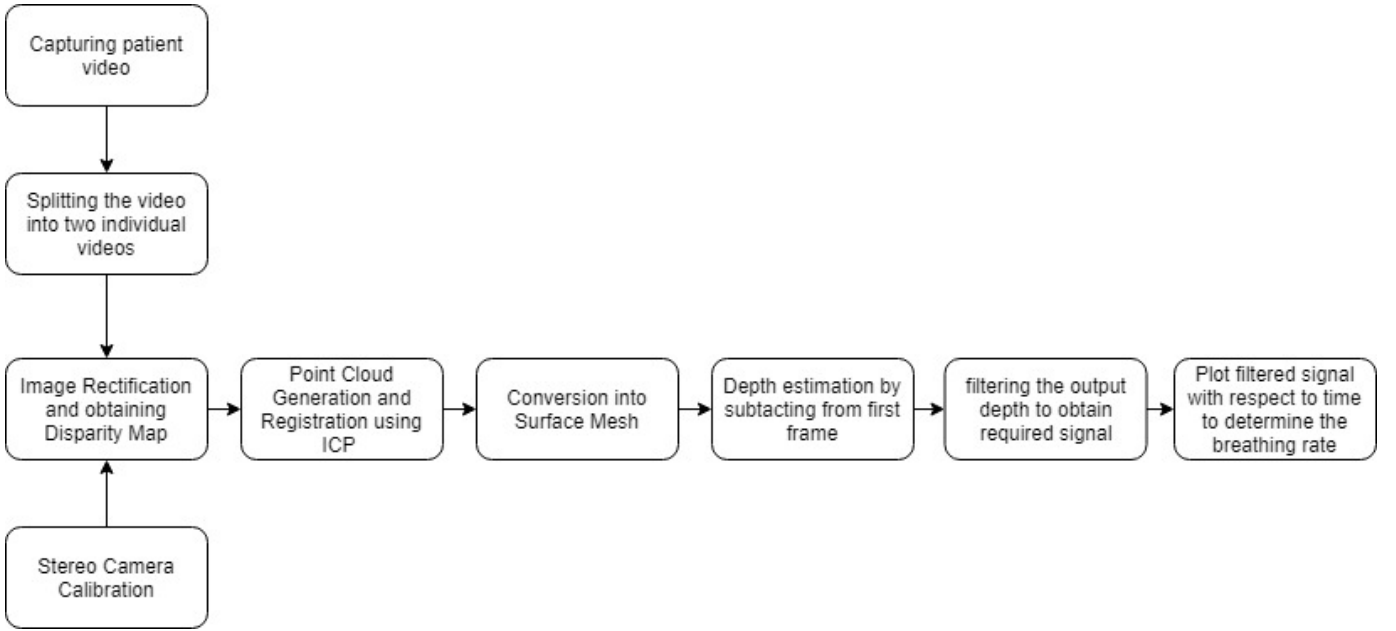 Capturing patient
video
Splitting the video
into two individual
videos
Image Rectification
and obtaining
Disparity Map
Point Cloud
Generation and
Registration using
ICP
Conversion into
Surface Mesh
Depth estimation by
subtacting from first
frame
filtering the output
depth to obtain
required signal
Plot filtered signal
with respect to time
to determine the
breathing rate
Stereo Camera
Calibration